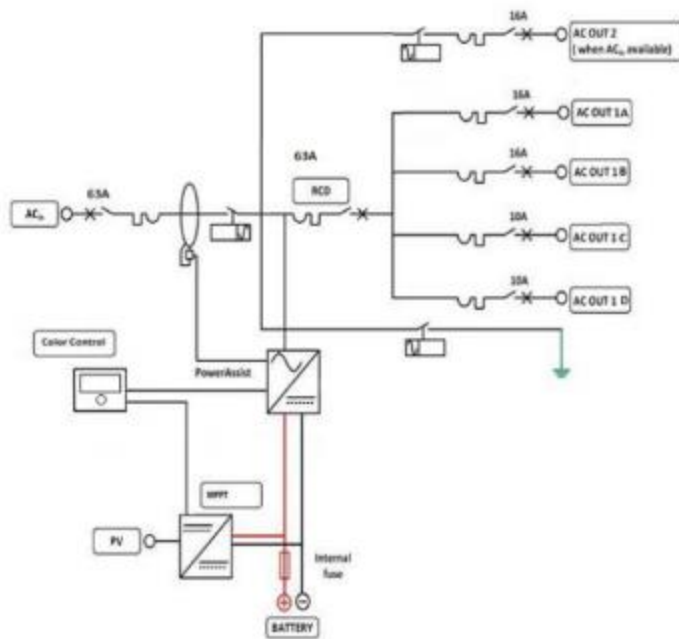 16A
AC OUT 2
( when ACin available)
16A
AC OUT 1A
63A
16A
RCD
AC OUT 1B
63A
ACin
10A
AC OUT 1 C
10A
AC OUT 1 D
Color Control
PowerAssist
MPPT
PV
Internal
fuse
+
−
BATTERY